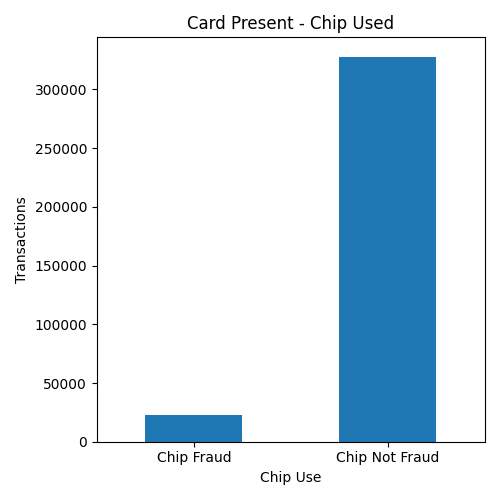 Card Present - Chip Used
Transactions
300000
250000
200000
150000
100000
50000
0
Chip Fraud
Chip Not Fraud
Chip Use